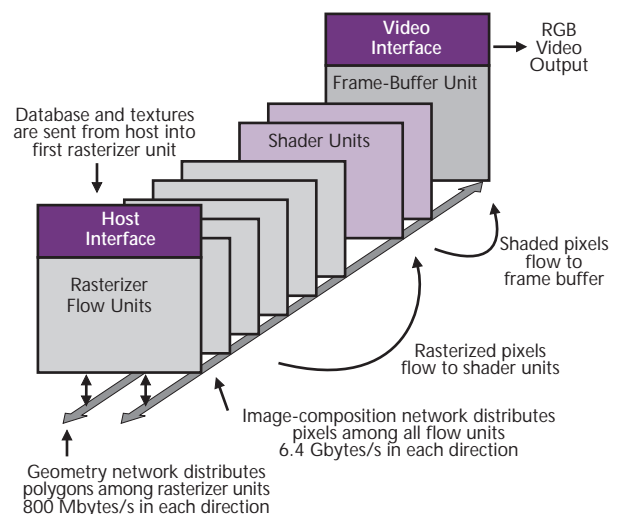 Video
Interface
RGB
Video
Output
Frame-Buffer Unit
Database and textures
are sent from host into
first rasterizer unit
Shader Units
Host
Interface
Rasterizer
Flow Units
Shaded pixels
flow to
frame buffer
Rasterized pixels
flow to shader units
Image-composition network distributes
pixels among all flow units
6.4 Gbytes/s in each direction
Geometry network distributes
polygons among rasterizer units
800 Mbytes/s in each direction